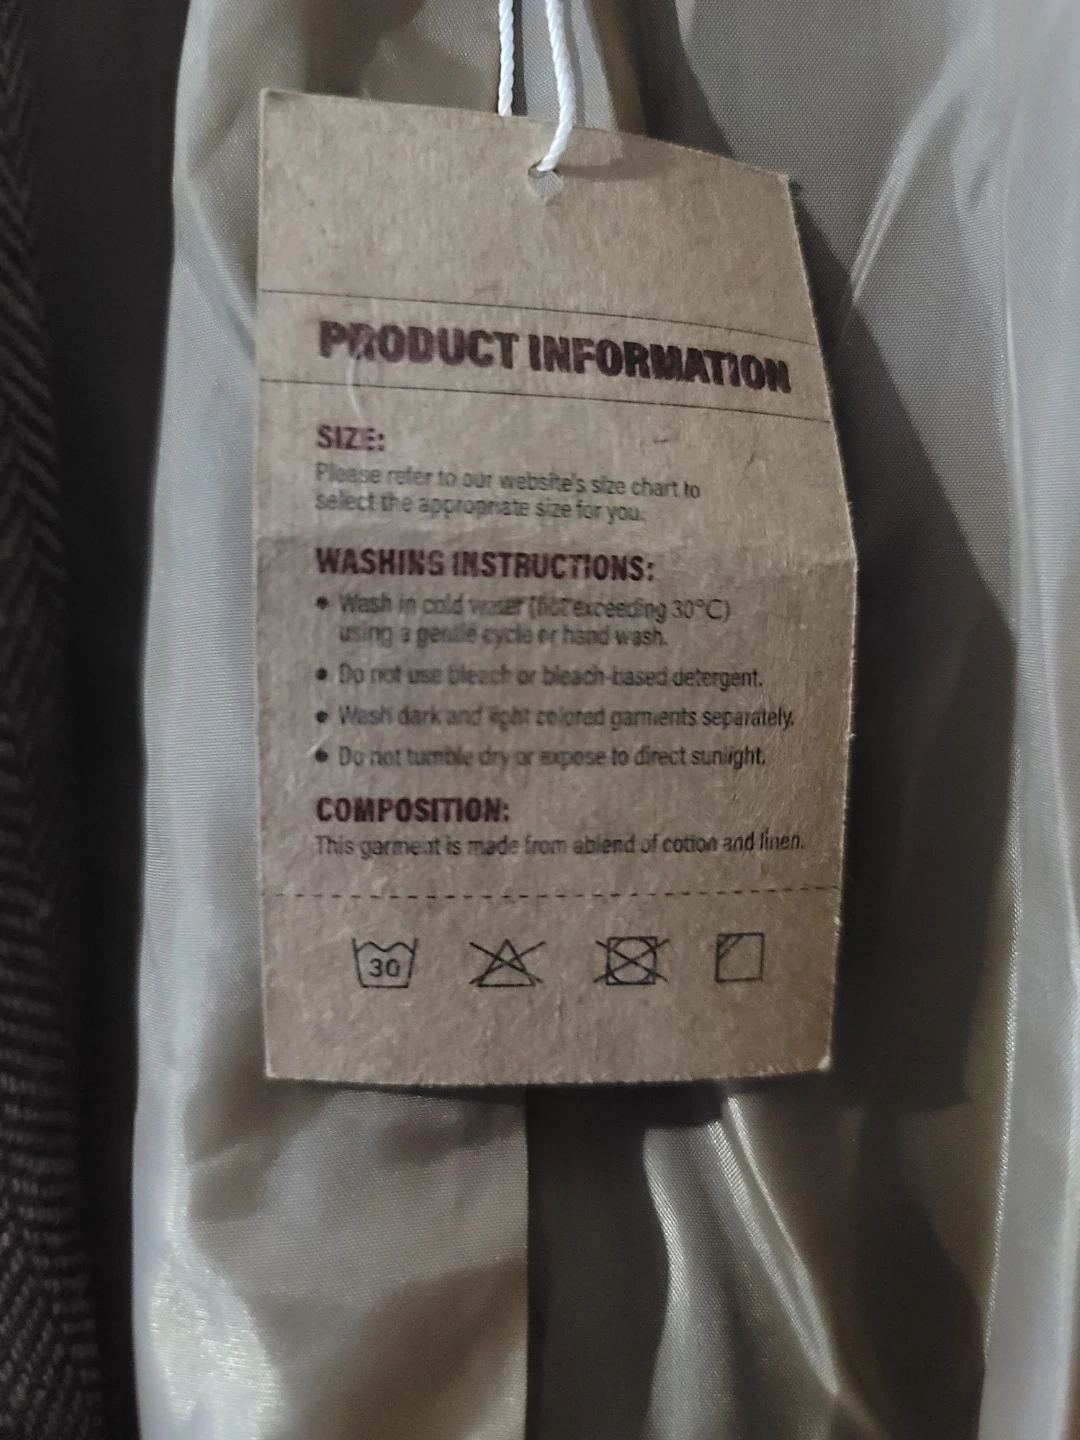 PRODUCT INFORMATION
SIZE:
Please refer to our website's size chart to
select the appropriate size for you.
WASHING INSTRUCTIONS:
• Wash in cold water (not exceeding 30°C)
using a gentle cycle or hand wash.
• Do not use bleach or bleach-based detergent.
• Wash dark and light colored garments separately.
• Do not tumble dry or expose to direct sunlight.
COMPOSITION:
This garment is made from ablend of cotton and linen.
30